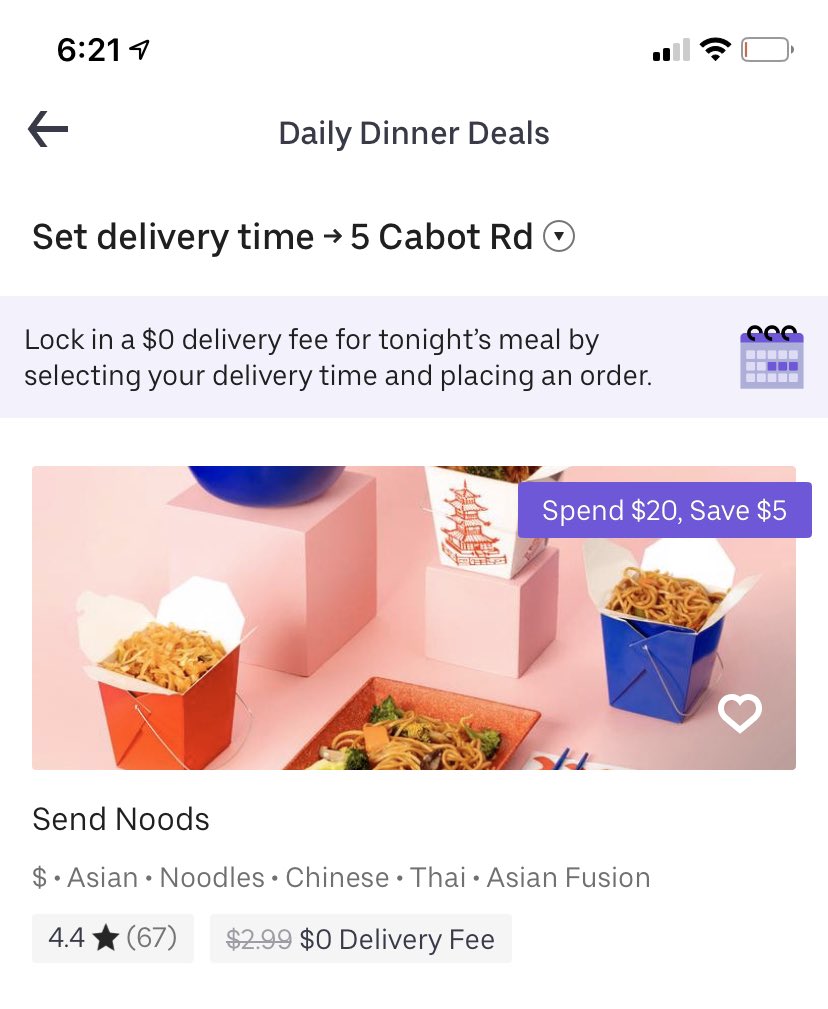 6:21
Daily Dinner Deals
Set delivery time → 5 Cabot Rd
Lock in a $0 delivery fee for tonight’s meal by
selecting your delivery time and placing an order.
Spend $20, Save $5
Send Noods
$ • Asian • Noodles • Chinese • Thai • Asian Fusion
4.4 ★ (67) $2.99 $0 Delivery Fee